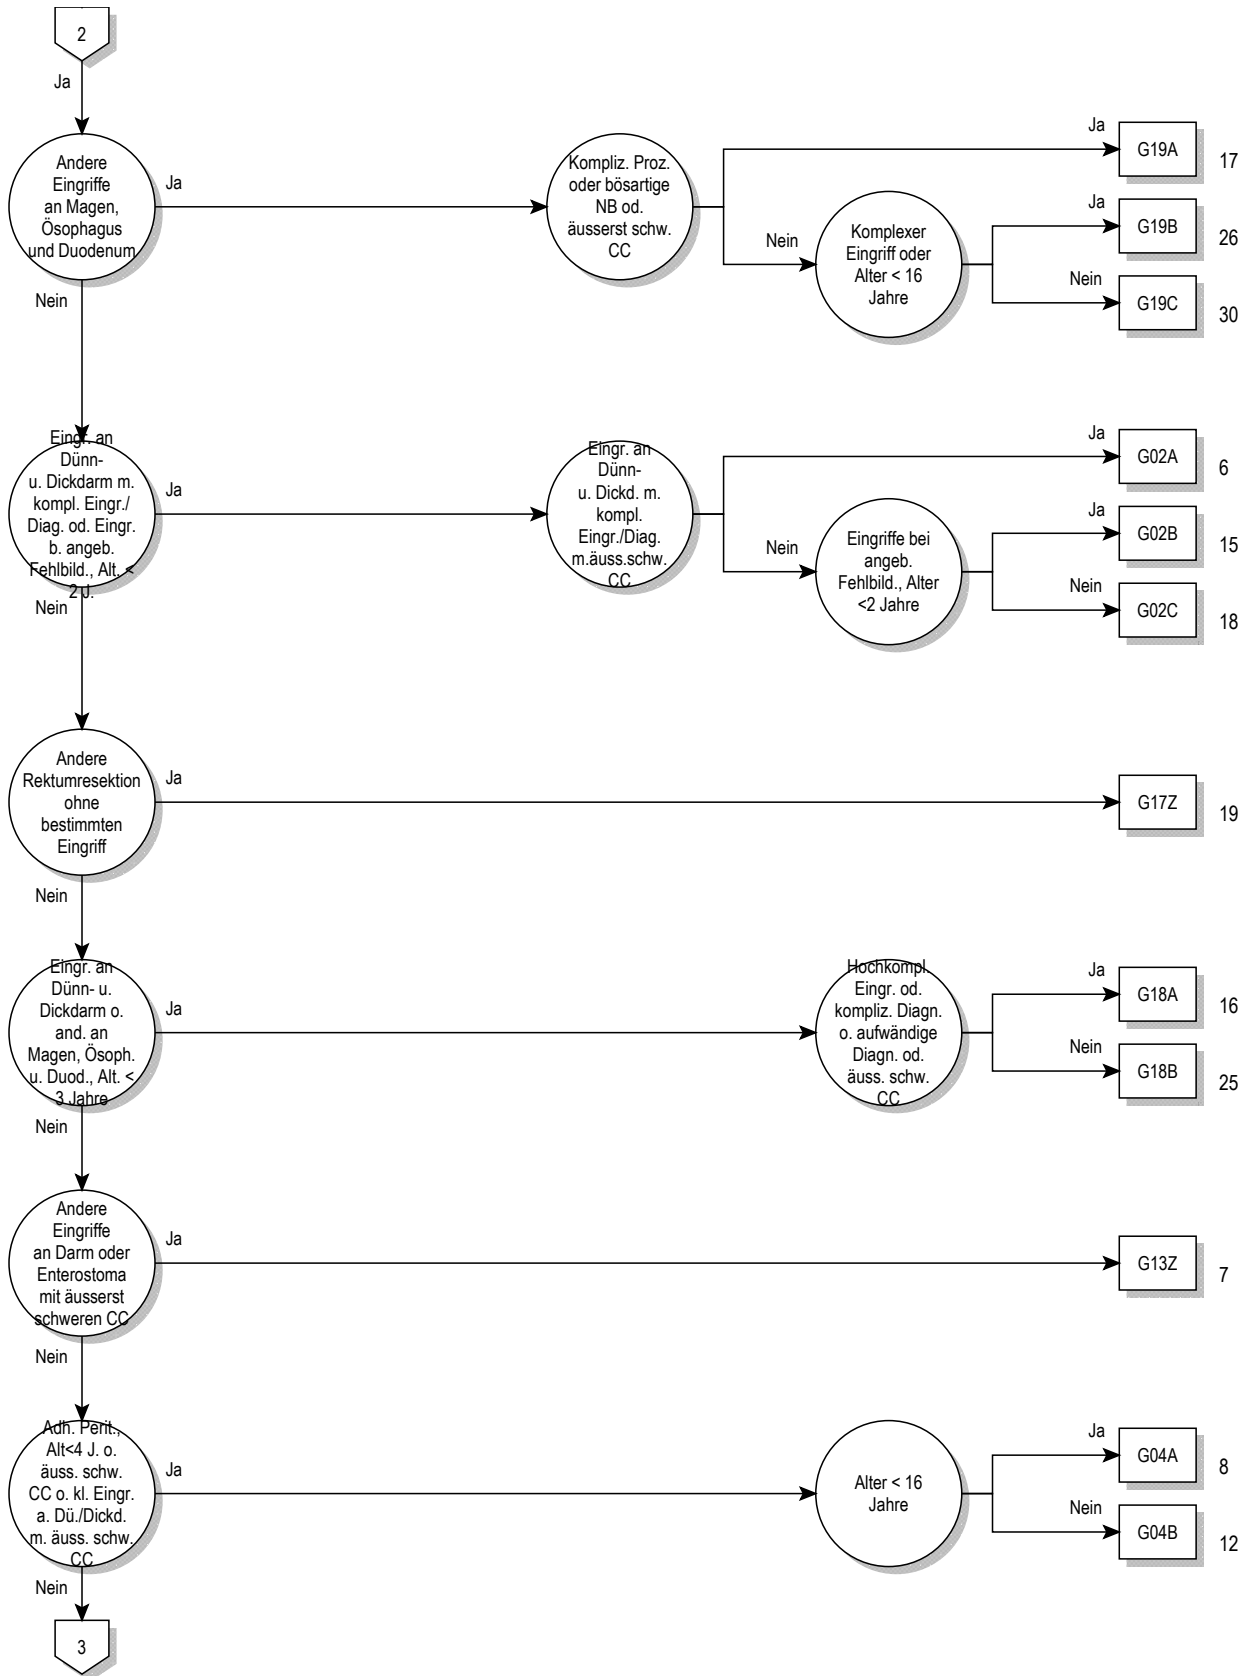 2
Ja
Andere
Eingriffe
an Magen,
Ösophagus
und Duodenum
Ja
Kompliz. Proz.
oder bösartige
NB od.
äusserst schw.
CC
Ja
G19A
17
Nein
Komplexer
Eingriff oder
Alter < 16
Jahre
Ja
G19B
26
Nein
G19C
30
Nein
Eingr. an
Dünn-
u. Dickdarm m.
kompl. Eingr./
Diag. od. Eingr.
b. angeb.
Fehlbild., Alt. <
2 J.
Ja
Eingr. an
Dünn-
u. Dickd. m.
kompl.
Eingr./Diag.
m.äuss.schw.
CC
Ja
G02A
6
Nein
Eingriffe bei
angeb.
Fehlbild., Alter
<2 Jahre
Ja
G02B
15
Nein
G02C
18
Nein
Andere
Rektumresektion
ohne
bestimmten
Eingriff
Ja
G17Z
19
Nein
Eingr. an
Dünn- u.
Dickdarm o.
and. an
Magen, Ösoph.
u. Duod., Alt. <
3 Jahre
Ja
Hochkompl.
Eingr. od.
kompliz. Diagn.
o. aufwändige
Diagn. od.
äuss. schw.
CC
Ja
G18A
16
Nein
G18B
25
Nein
Andere
Eingriffe
an Darm oder
Enterostoma
mit äusserst
schweren CC
Ja
G13Z
7
Nein
Adh. Perit.,
Alt<4 J. o.
äuss. schw.
CC o. kl. Eingr.
a. Dü./Dickd.
m. äuss. schw.
CC
Ja
Alter < 16
Jahre
Ja
G04A
8
Nein
G04B
12
Nein
3